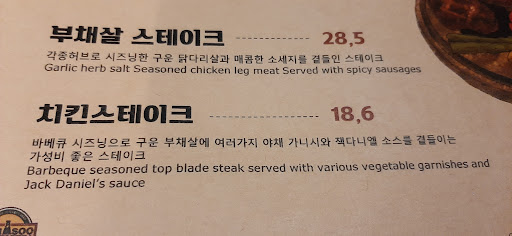 부채살 스테이크 28,5
각종허브로 시즈닝한 구운 닭다리살과 매콤한 소세지를 곁들인 스테이크
Garlic herb salt Seasoned chicken leg meat Served with spicy sausages
치킨스테이크 18,6
바베큐 시즈닝으로 구운 부채살에 여러가지 야채 가니시와 잭다니엘 소스를 곁들이는
가성비 좋은 스테이크
Barbeque seasoned top blade steak served with various vegetable garnishes and
Jack Daniel's sauce